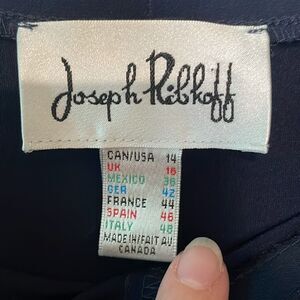 Joseph Ribkoff
CAN/USA 14
UK 16
MEXICO 36
GER 42
FRANCE 44
SPAIN 46
ITALY 48
MADE IN/FAIT AU
CANADA